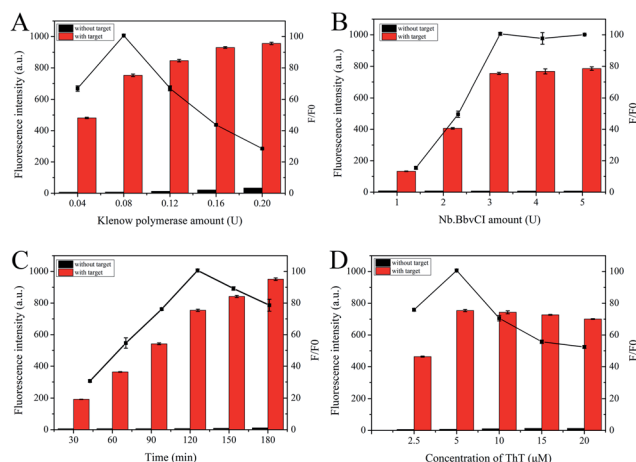 A
without target
with target
Fluorescence intensity (a.u.)
1000
800
600
400
200
0
100
80
60
40
20
0
F/F0
0.04 0.08 0.12 0.16 0.20
Klenow polymerase amount (U)
B
without target
with target
Fluorescence intensity (a.u.)
1000
800
600
400
200
0
100
80
60
40
20
0
F/F0
1 2 3 4 5
Nb.BbvCI amount (U)
C
without target
with target
Fluorescence intensity (a.u.)
1000
800
600
400
200
0
100
80
60
40
20
0
F/F0
30 60 90 120 150 180
Time (min)
D
without target
with target
Fluorescence intensity (a.u.)
1000
800
600
400
200
0
100
80
60
40
20
0
F/F0
2.5 5 10 15 20
Concentration of ThT (μM)